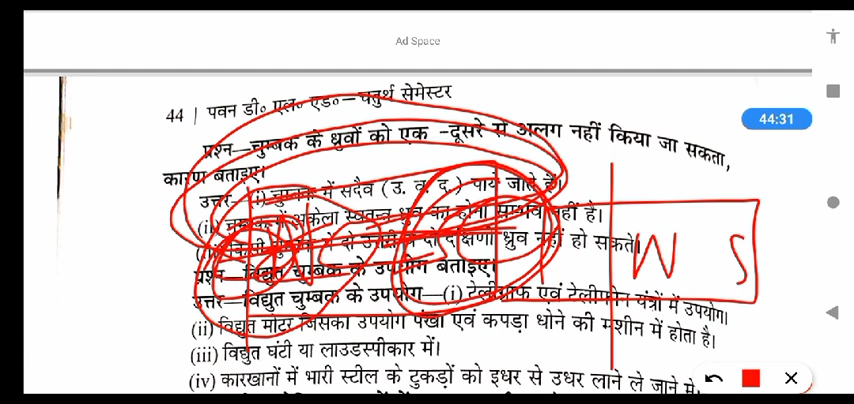 Ad Space
44 | पवन डी० एल० एड०—चतुर्थ सेमेस्टर
44:31
प्रश्न—चुम्बक के ध्रुवों को एक -दूसरे से अलग नहीं किया जा सकता,
कारण बताइए।
उत्तर—(i) चुम्बक में सदैव (उ. व द.) पाये जाते हैं।
(ii) चुम्बक में अकेला स्वतन्त्र ध्रुव का होना सम्भव नहीं है।
दो दक्षिणी ध्रुव नहीं हो सकते।
N S
प्रश्न—विद्युत चुम्बक के उपयोग बताइए।
उत्तर—विद्युत चुम्बक के उपयोग—(i) टेलीग्राफ एवं टेलीफोन यंत्रों में उपयोग।
(ii) विद्युत मोटर जिसका उपयोग पंखा एवं कपड़ा धोने की मशीन में होता है।
(iii) विद्युत घंटी या लाउडस्पीकार में।
(iv) कारखानों में भारी स्टील के टुकड़ों को इधर से उधर लाने ले जाने में।